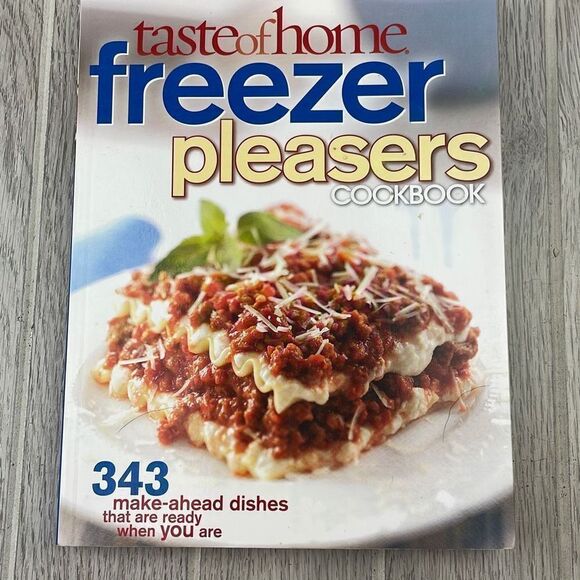 tasteofhome®
freezer
pleasers
COOKBOOK
343
make-ahead dishes
that are ready
when you are